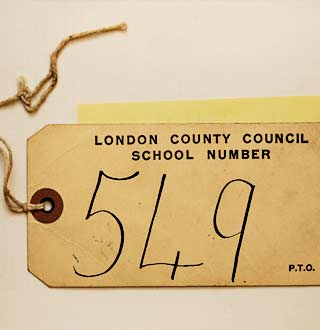 LONDON COUNTY COUNCIL
SCHOOL NUMBER
549
P.T.O.